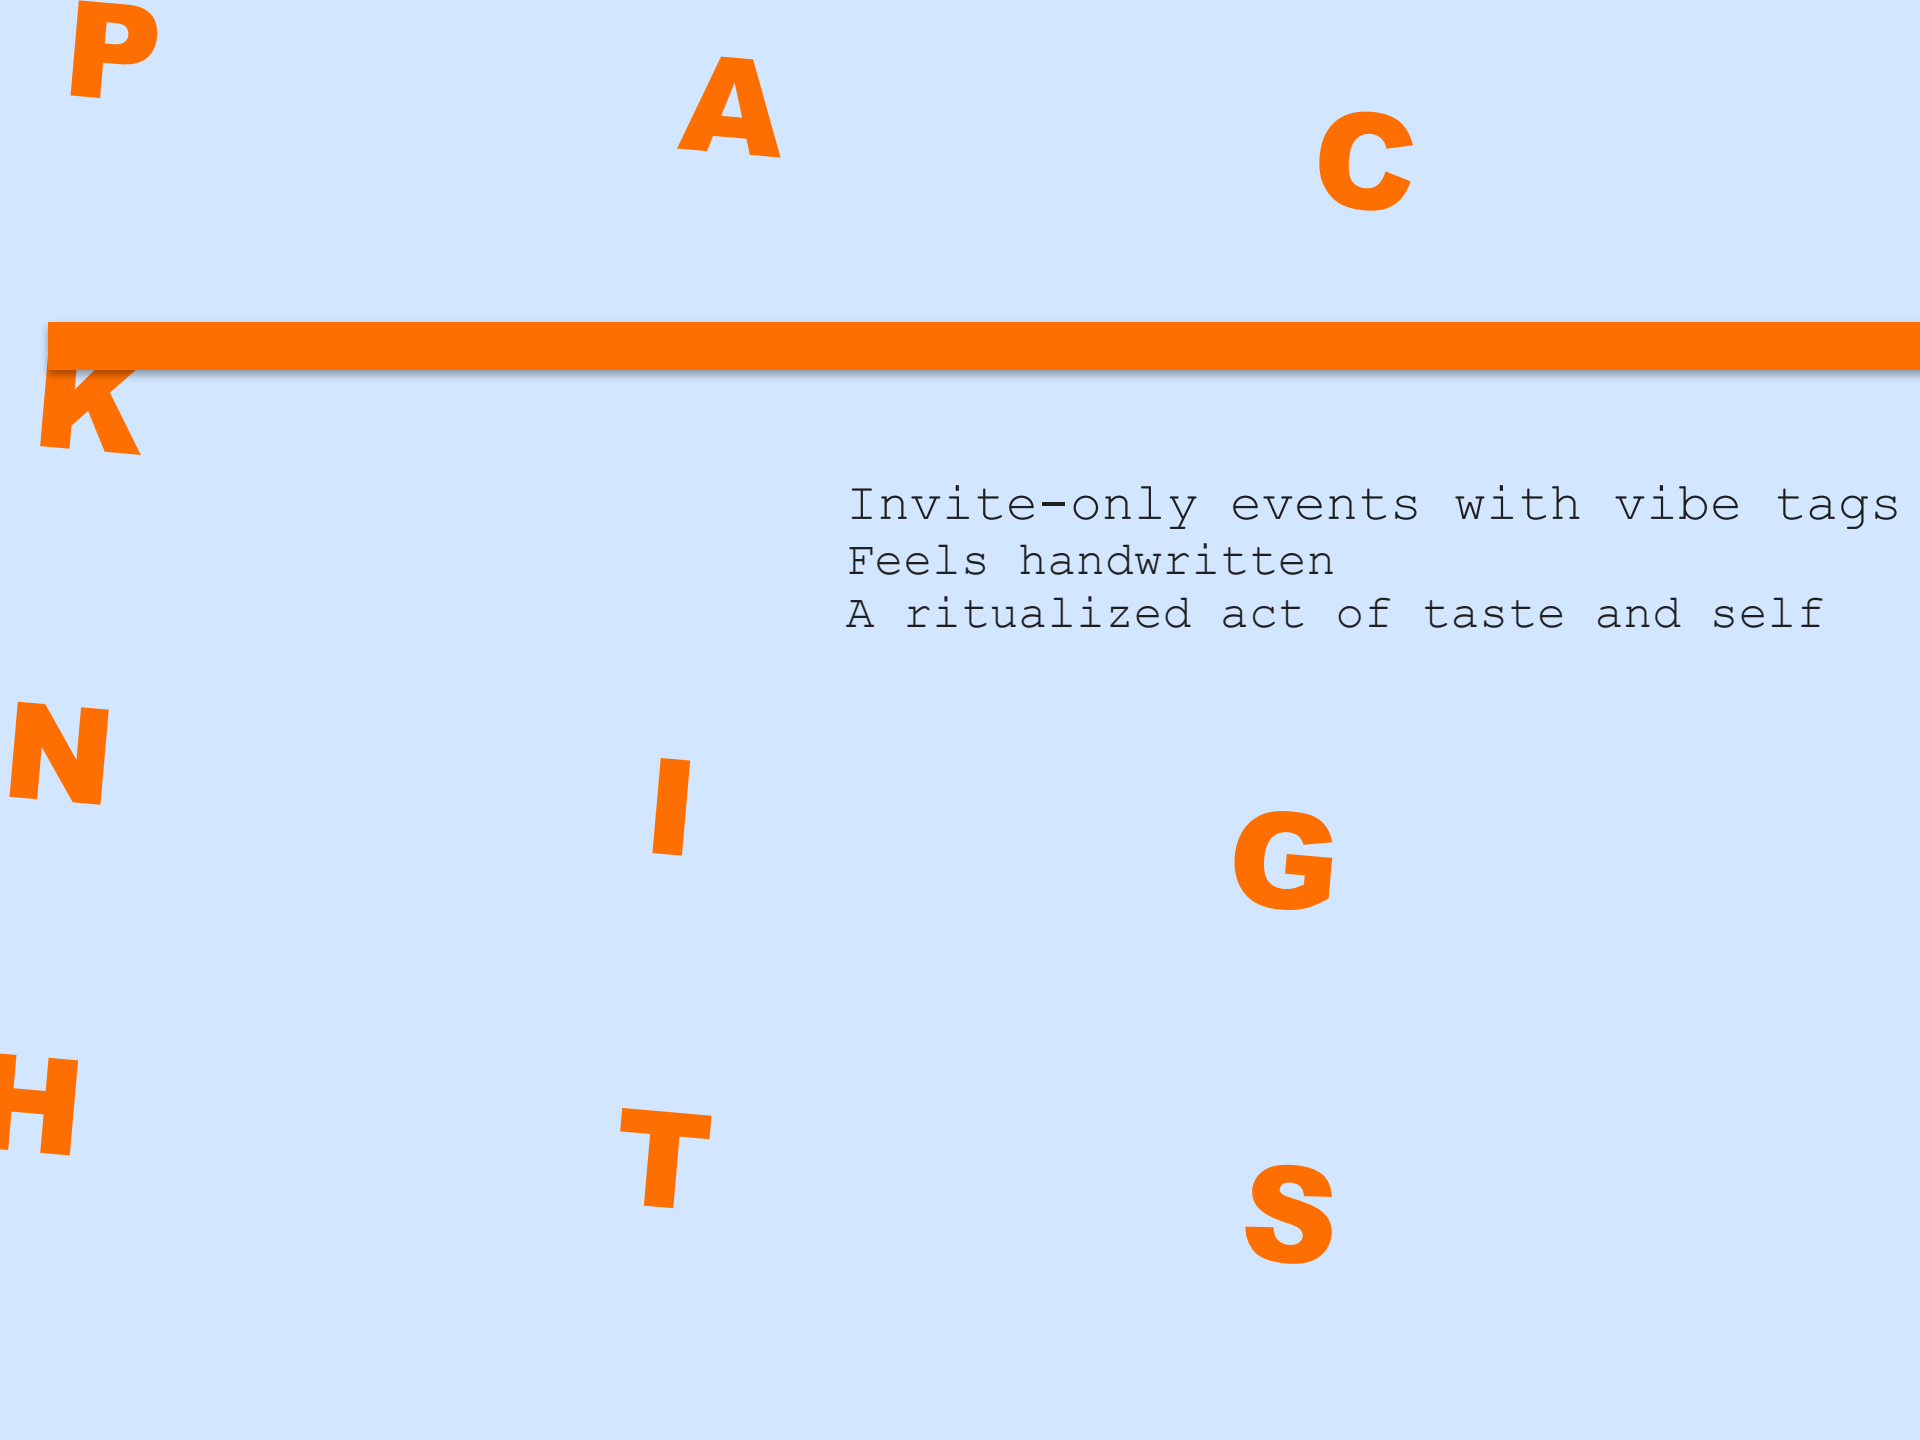 P A C
K
Invite-only events with vibe tags
Feels handwritten
A ritualized act of taste and self
N I G
H T S